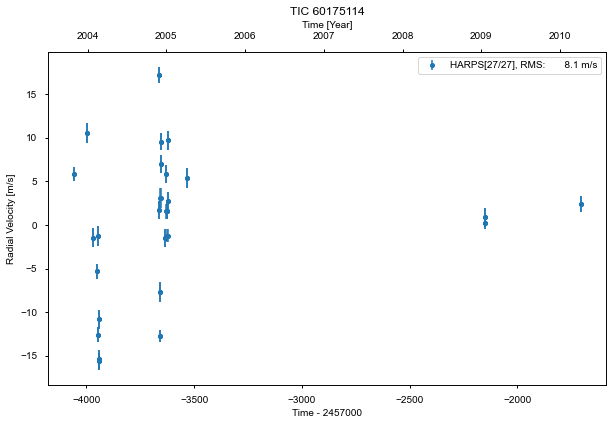 TIC 60175114
Time [Year]
2004 2005 2006 2007 2008 2009 2010
HARPS[27/27], RMS: 8.1 m/s
Radial Velocity [m/s]
15
10
5
0
−5
−10
−15
−4000 −3500 −3000 −2500 −2000
Time - 2457000